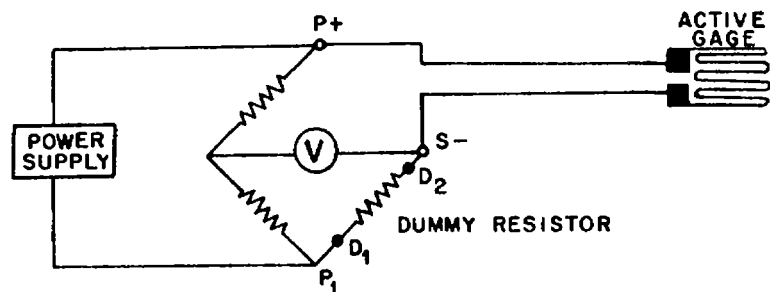 P+
ACTIVE
GAGE
POWER
SUPPLY
V
S-
D2
DUMMY RESISTOR
D1
P1